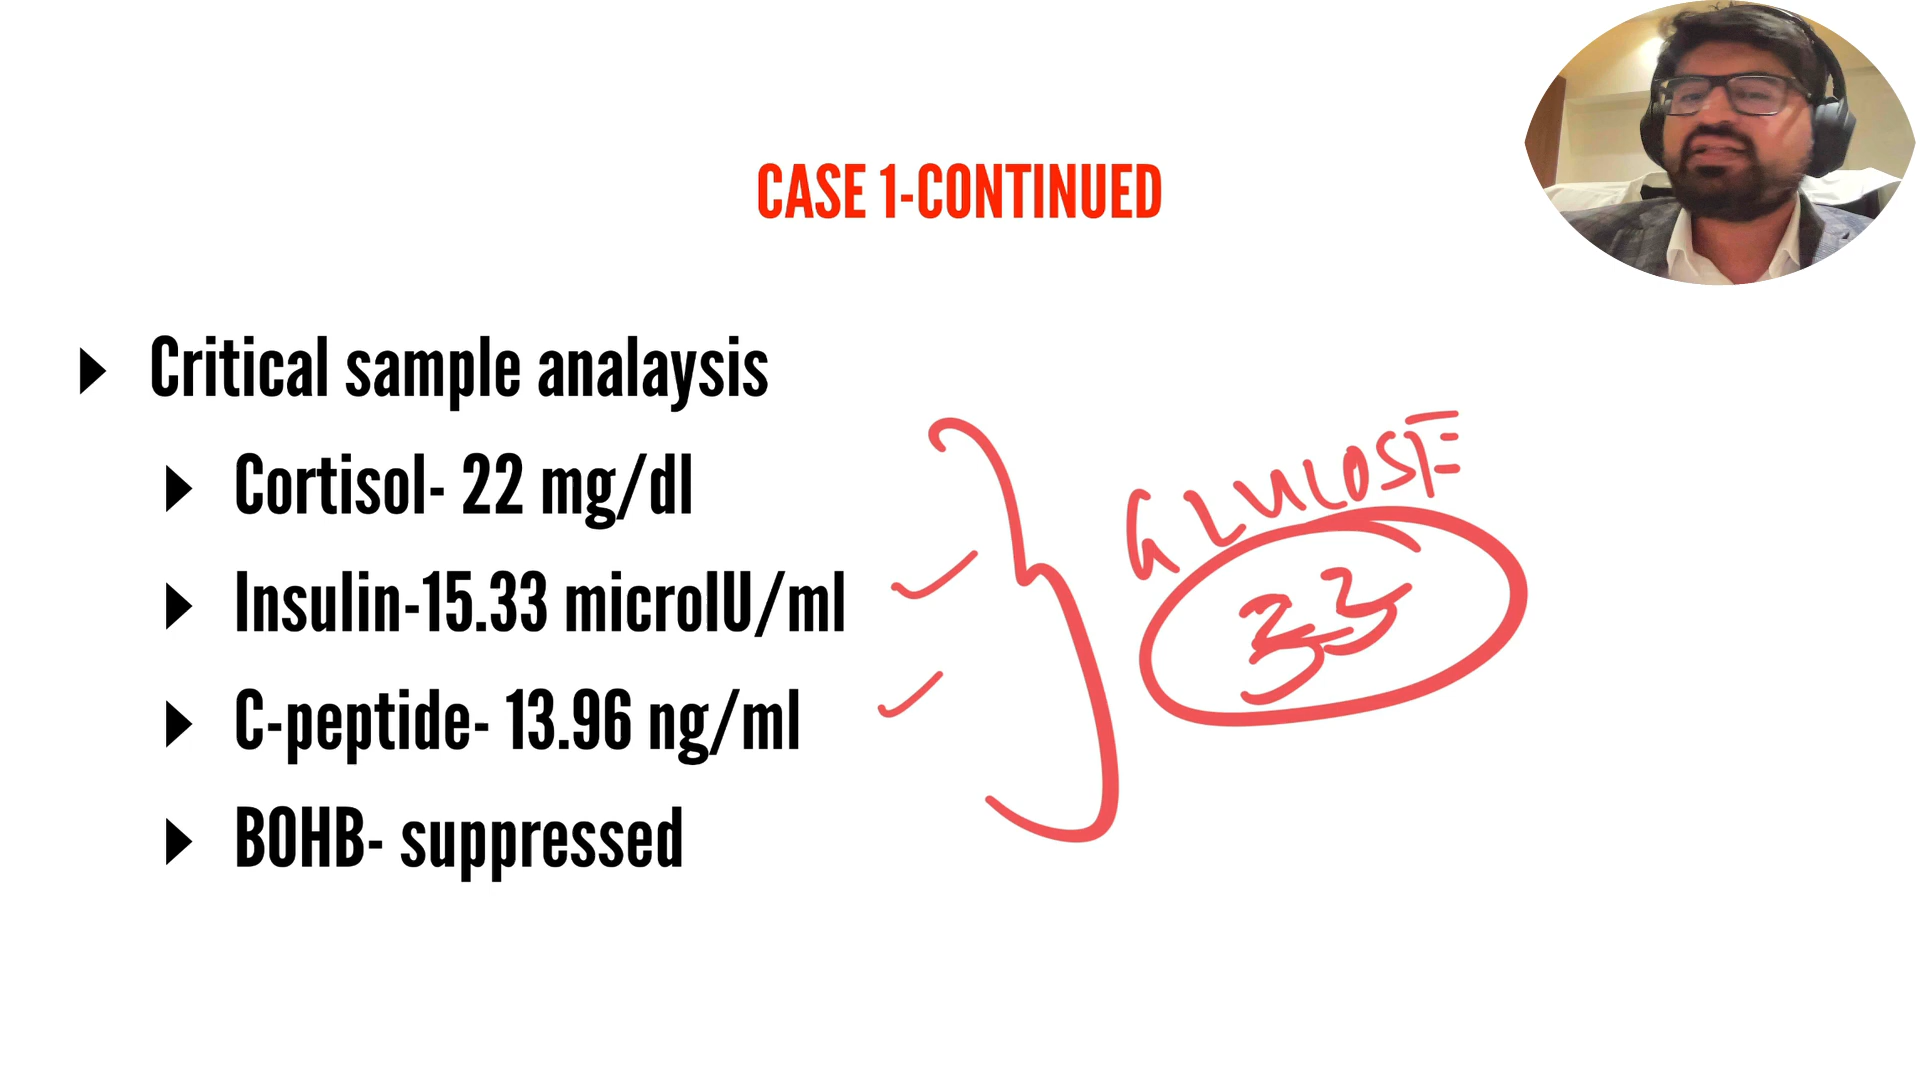 CASE 1-CONTINUED
Critical sample analaysis
Cortisol- 22 mg/dl
Insulin-15.33 microIU/ml
C-peptide- 13.96 ng/ml
BOHB- suppressed
GLUCOSE
33